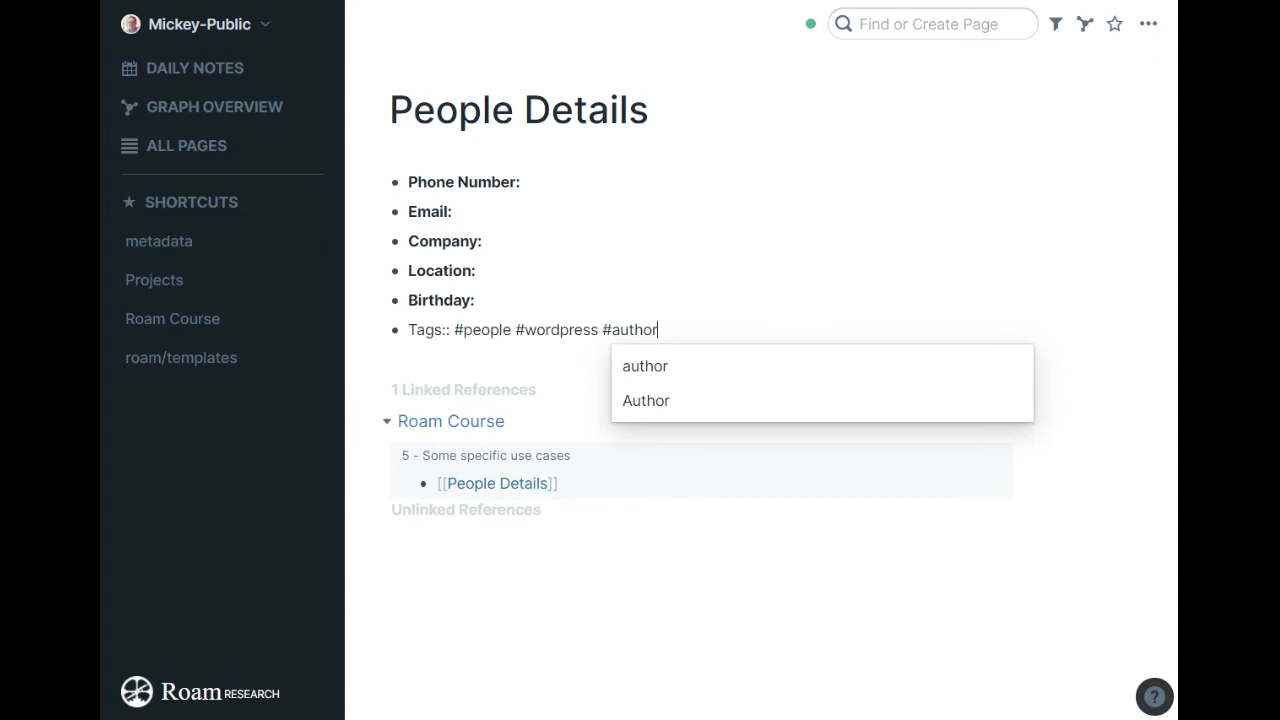 Mickey-Public
DAILY NOTES
GRAPH OVERVIEW
ALL PAGES
★ SHORTCUTS
metadata
Projects
Roam Course
roam/templates
Roam RESEARCH
Find or Create Page
People Details
• Phone Number:
• Email:
• Company:
• Location:
• Birthday:
• Tags:: #people #wordpress #author
author
Author
1 Linked References
Roam Course
5 - Some specific use cases
• [[People Details]]
Unlinked References
?